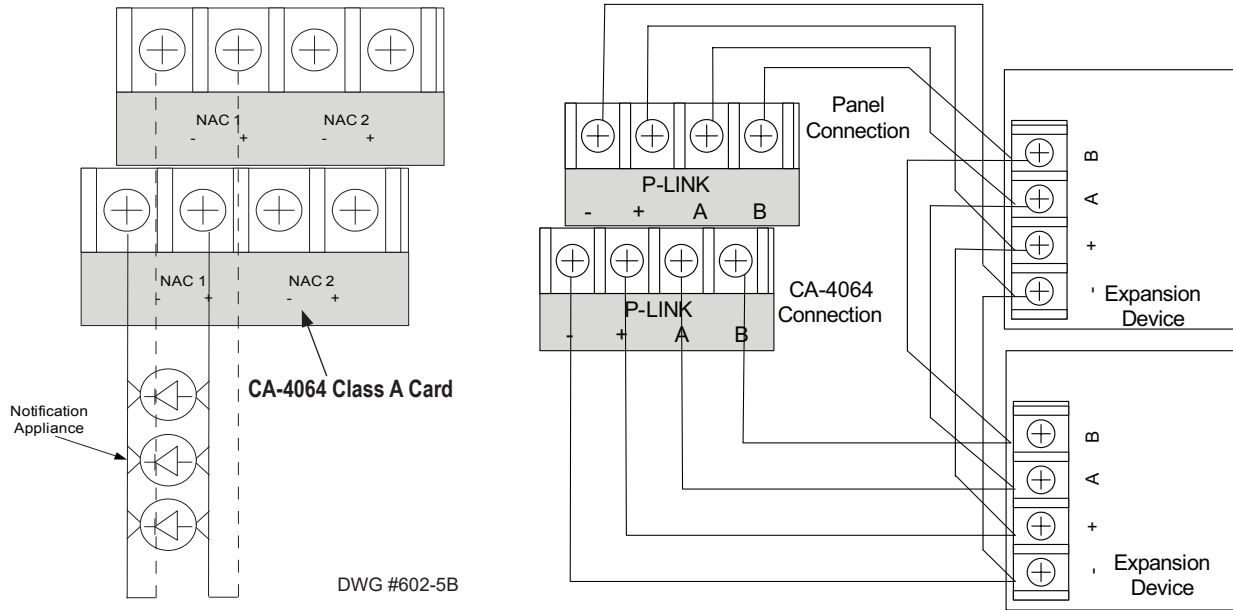 NAC 1 NAC 2
- + - +
NAC 1 NAC 2
- + - +
CA-4064 Class A Card
Notification
Appliance
DWG #602-5B
Panel
Connection
P-LINK
- + A B
CA-4064
Connection
P-LINK
- + A B
B
A
+
-
Expansion
Device
B
A
+
-
Expansion
Device